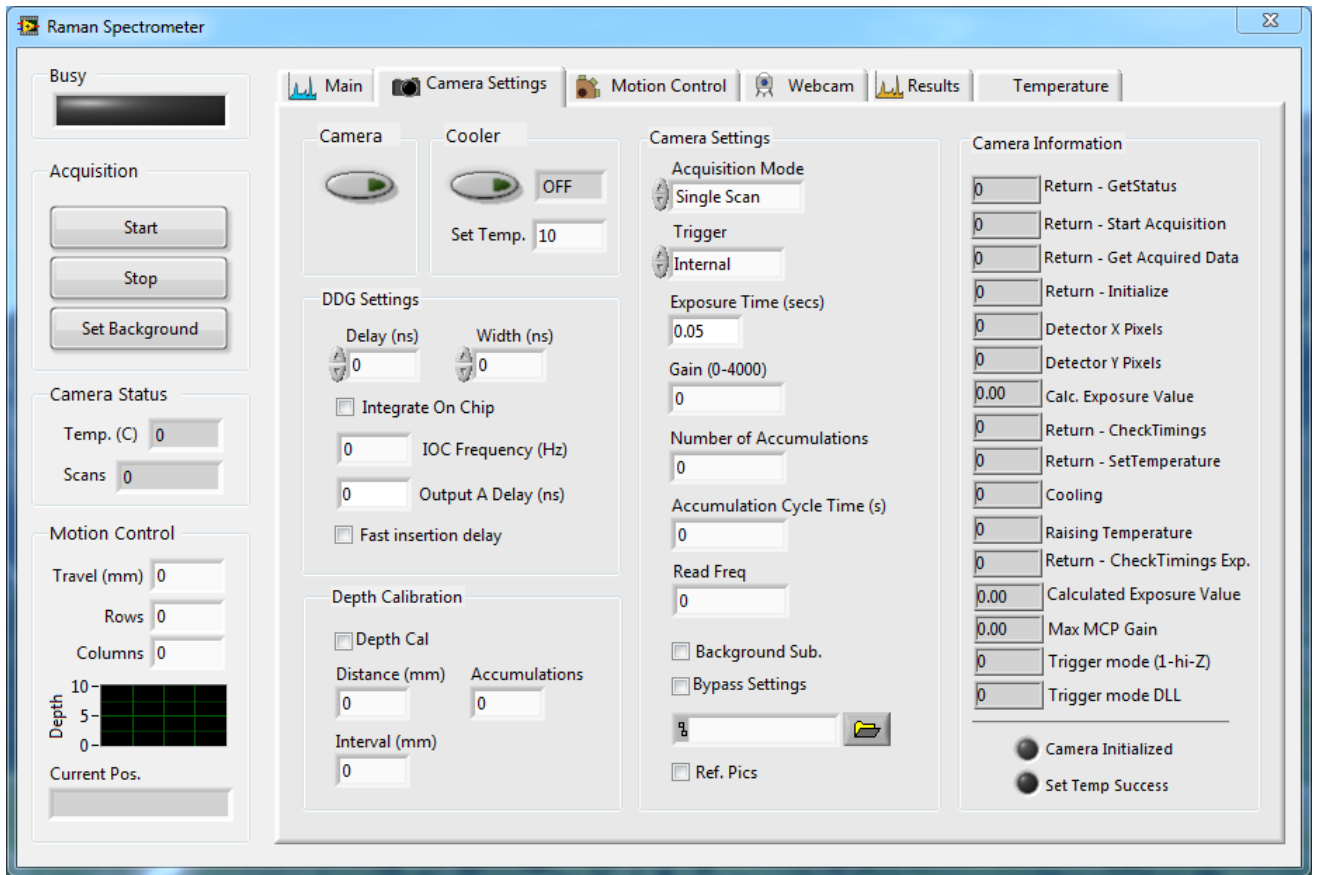 Raman Spectrometer
Busy
Acquisition
Start
Stop
Set Background
Camera Status
Temp. (C) 0
Scans 0
Motion Control
Travel (mm) 0
Rows 0
Columns 0
Depth
10
5
0
Current Pos.
Main Camera Settings Motion Control Webcam Results Temperature
Camera
Cooler
OFF
Set Temp. 10
DDG Settings
Delay (ns) Width (ns)
0 0
Integrate On Chip
0 IOC Frequency (Hz)
0 Output A Delay (ns)
Fast insertion delay
Depth Calibration
Depth Cal
Distance (mm) Accumulations
0 0
Interval (mm)
0
Camera Settings
Acquisition Mode
Single Scan
Trigger
Internal
Exposure Time (secs)
0.05
Gain (0-4000)
0
Number of Accumulations
0
Accumulation Cycle Time (s)
0
Read Freq
0
Background Sub.
Bypass Settings
Ref. Pics
Camera Information
0 Return - GetStatus
0 Return - Start Acquisition
0 Return - Get Acquired Data
0 Return - Initialize
0 Detector X Pixels
0 Detector Y Pixels
0.00 Calc. Exposure Value
0 Return - CheckTimings
0 Return - SetTemperature
0 Cooling
0 Raising Temperature
0 Return - CheckTimings Exp.
0.00 Calculated Exposure Value
0.00 Max MCP Gain
0 Trigger mode (1-hi-Z)
0 Trigger mode DLL
Camera Initialized
Set Temp Success